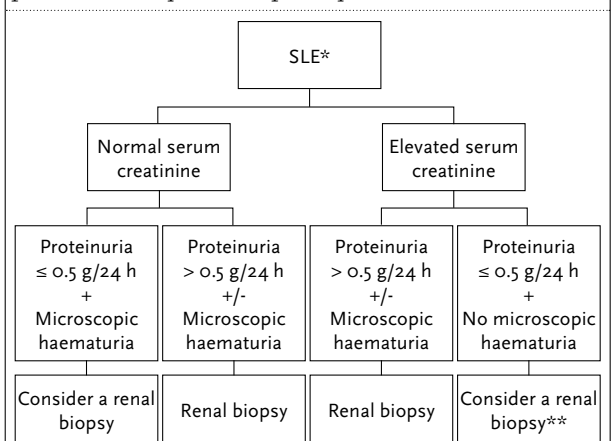 SLE*
Normal serum
creatinine
Elevated serum
creatinine
Proteinuria
≤ 0.5 g/24 h
+
Microscopic
haematuria
Proteinuria
> 0.5 g/24 h
+/-
Microscopic
haematuria
Proteinuria
> 0.5 g/24 h
+/-
Microscopic
haematuria
Proteinuria
≤ 0.5 g/24 h
+
No microscopic
haematuria
Consider a renal
biopsy
Renal biopsy
Renal biopsy
Consider a renal
biopsy**